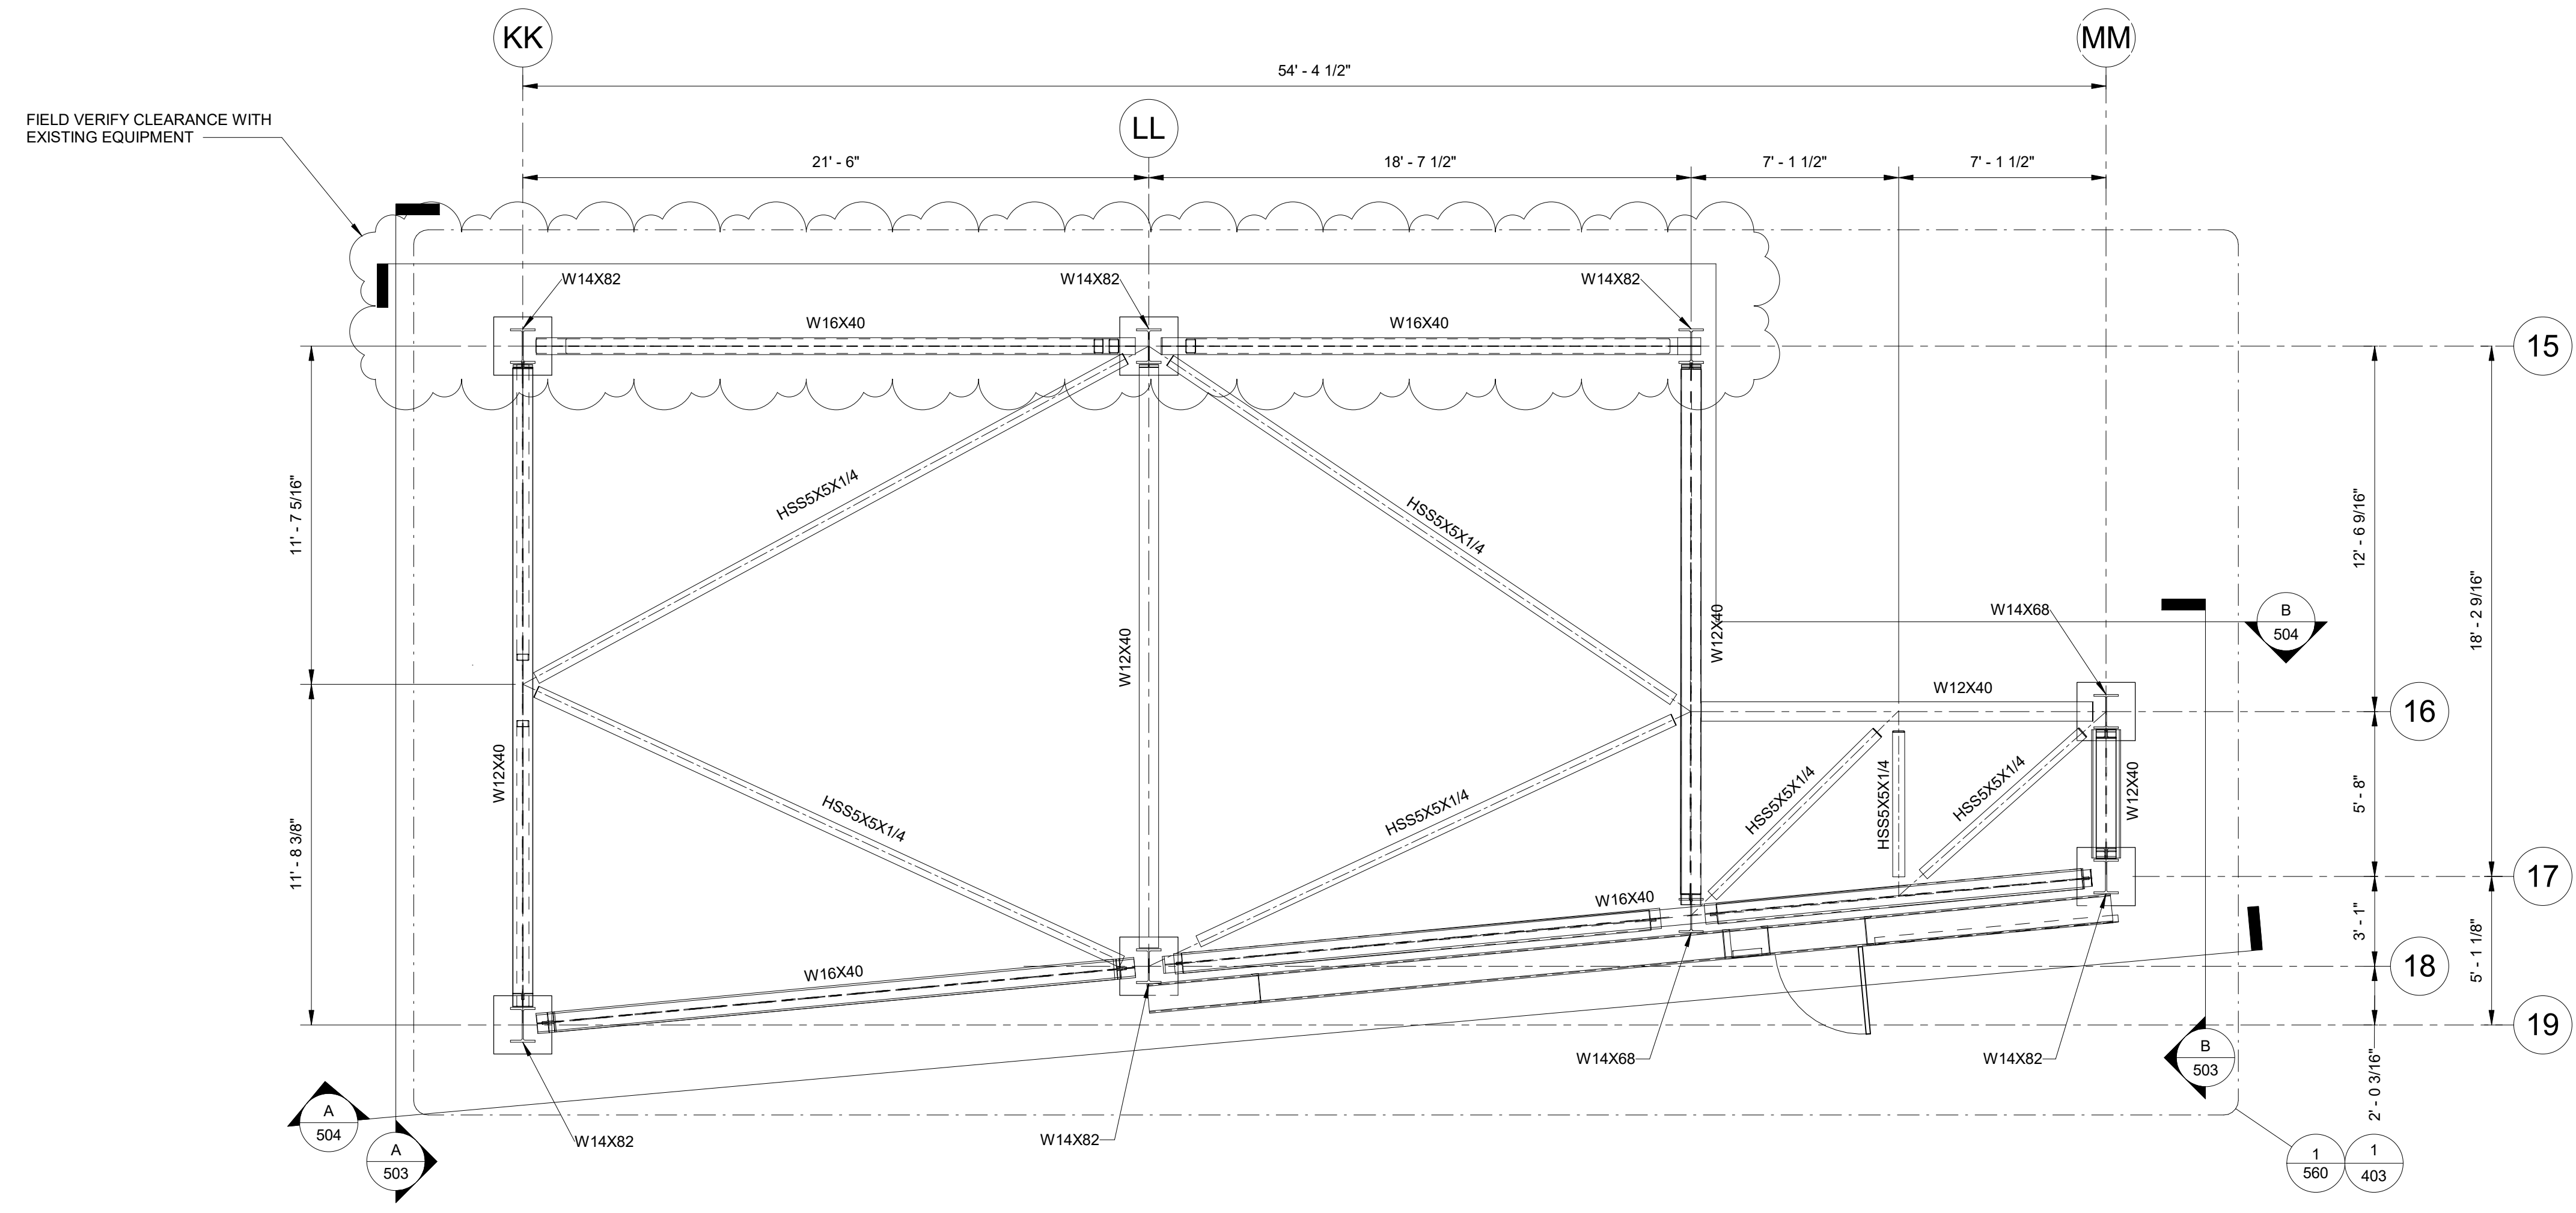 KK
MM
54' - 4 1/2"
LL
FIELD VERIFY CLEARANCE WITH
EXISTING EQUIPMENT
21' - 6"
18' - 7 1/2"
7' - 1 1/2"
7' - 1 1/2"
W14X82
W14X82
W14X82
W16X40
W16X40
15
11' - 7 5/16"
HSS5X5X1/4
HSS5X5X1/4
12' - 6 9/16"
18' - 2 9/16"
W12X40
W12X40
W14X68
B
504
W12X40
16
W12X40
11' - 8 3/8"
HSS5X5X1/4
HSS5X5X1/4
HSS5X5X1/4
HSS5X5X1/4
HSS5X5X1/4
W12X40
5' - 8"
17
W16X40
W16X40
3' - 1"
5' - 1 1/8"
18
19
W14X68
W14X82
B
503
2' - 0 3/16"
A
504
W14X82
W14X82
A
503
1
560
1
403